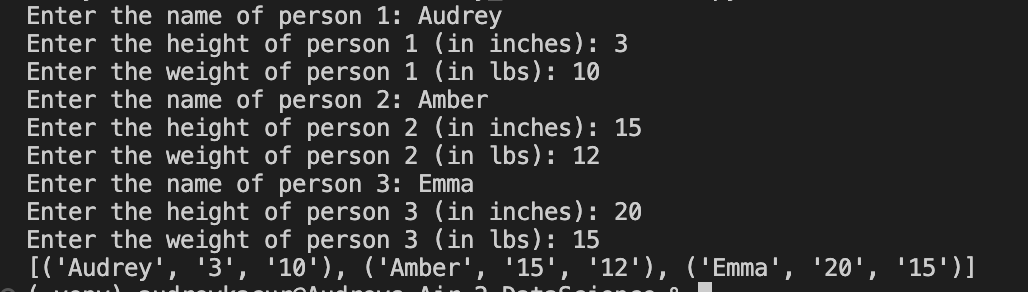 Enter the name of person 1: Audrey
Enter the height of person 1 (in inches): 3
Enter the weight of person 1 (in lbs): 10
Enter the name of person 2: Amber
Enter the height of person 2 (in inches): 15
Enter the weight of person 2 (in lbs): 12
Enter the name of person 3: Emma
Enter the height of person 3 (in inches): 20
Enter the weight of person 3 (in lbs): 15
[('Audrey', '3', '10'), ('Amber', '15', '12'), ('Emma', '20', '15')]